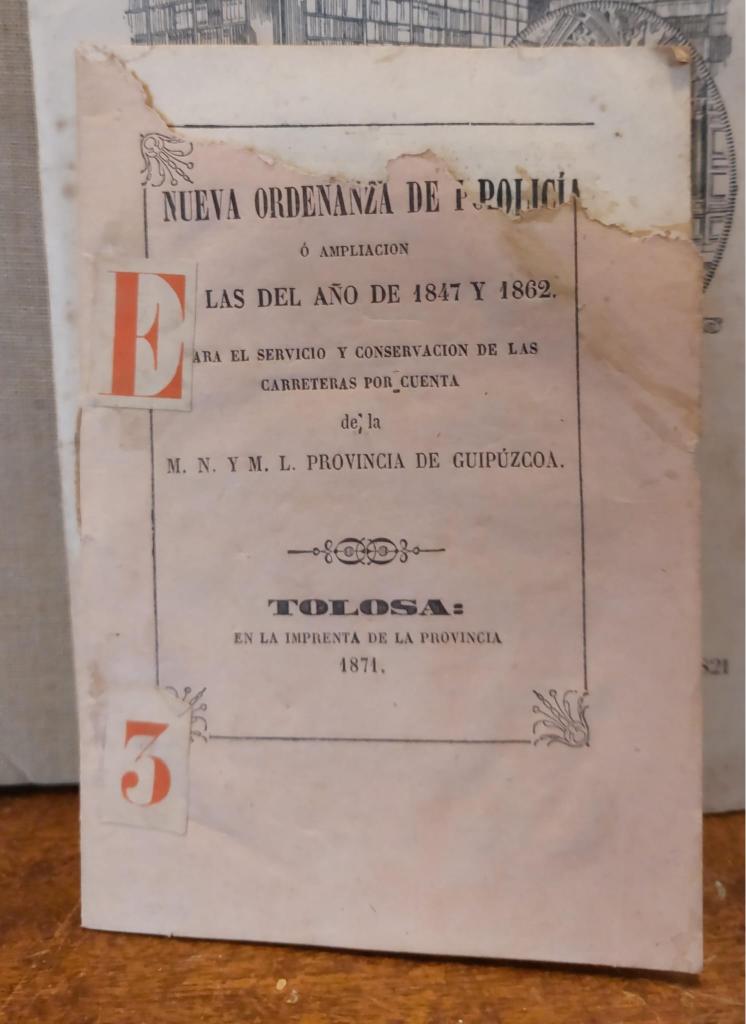 NUEVA ORDENANZA DE POLICÍA
Ó AMPLIACION
E LAS DEL AÑO DE 1847 Y 1862.
ARA EL SERVICIO Y CONSERVACION DE LAS
CARRETERAS POR CUENTA
de la
M. N. Y M. L. PROVINCIA DE GUIPÚZCOA.
TOLOSA:
EN LA IMPRENTA DE LA PROVINCIA
1871.
3
821